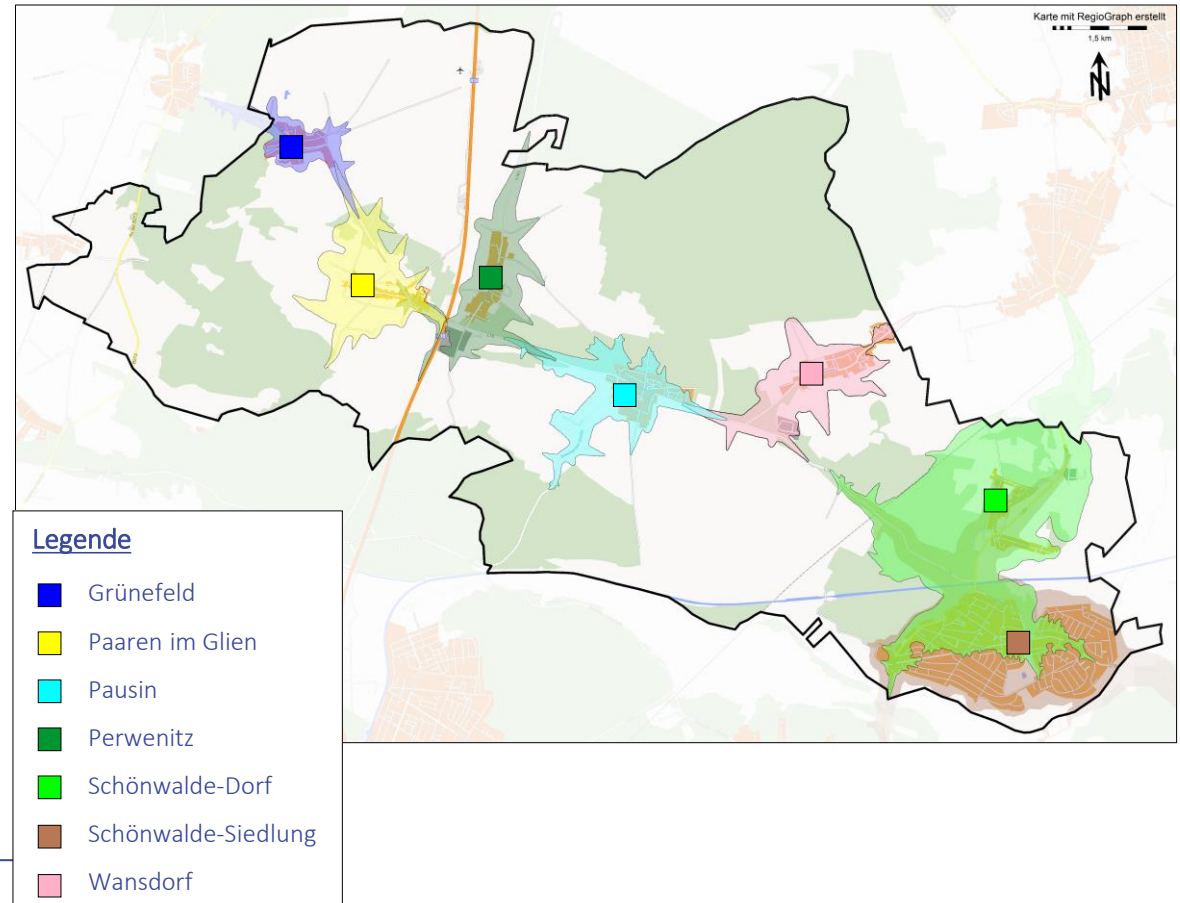 Karte mit RegioGraph erstellt
1,5 km
N
Legende
Grünefeld
Paaren im Glien
Pausin
Perwenitz
Schönwalde-Dorf
Schönwalde-Siedlung
Wansdorf